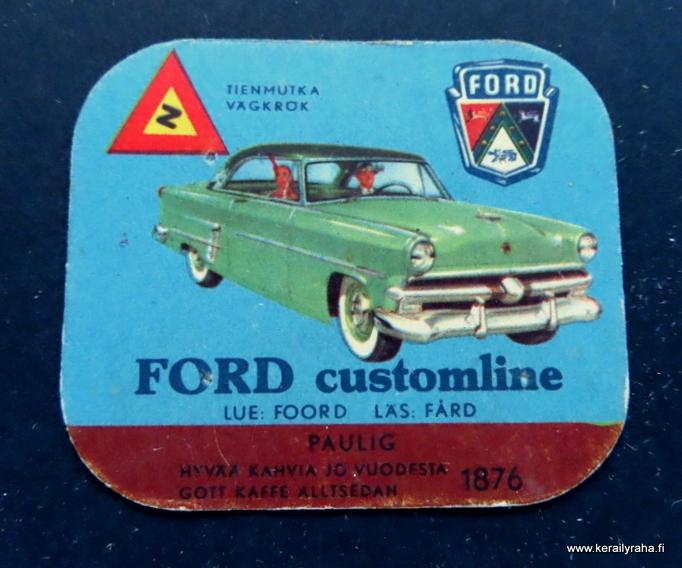 TIENMUTKA
VÄGKRÖK
FORD
FORD customline
LUE: FOORD LÄS: FÅRD
PAULIG
HYVÄÄ KAHVIA JO VUODESTA
GOTT KAFFE ALLTSEDAN 1876
www.kerailyraha.fi